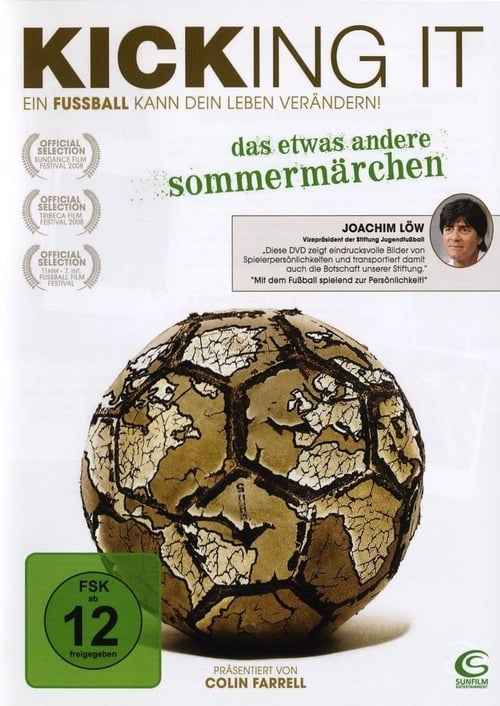 KICKING IT
EIN FUSSBALL KANN DEIN LEBEN VERÄNDERN!
OFFICIAL
SELECTION
SUNDANCE FILM
FESTIVAL 2008
OFFICIAL
SELECTION
TRIBECA FILM
FESTIVAL 2008
OFFICIAL
SELECTION
11MM - 7. INT.
FUSSBALL FILM
FESTIVAL
das etwas andere
sommermärchen
JOACHIM LÖW
Vizepräsident der Stiftung Jugendfußball
„Diese DVD zeigt eindrucksvolle Bilder von
Spielerpersönlichkeiten und transportiert damit
auch die Botschaft unserer Stiftung."
"Mit dem Fußball spielend zur Persönlichkeit!"
FSK
ab
12
freigegeben
PRÄSENTIERT VON
COLIN FARRELL
SUNFILM
ENTERTAINMENT